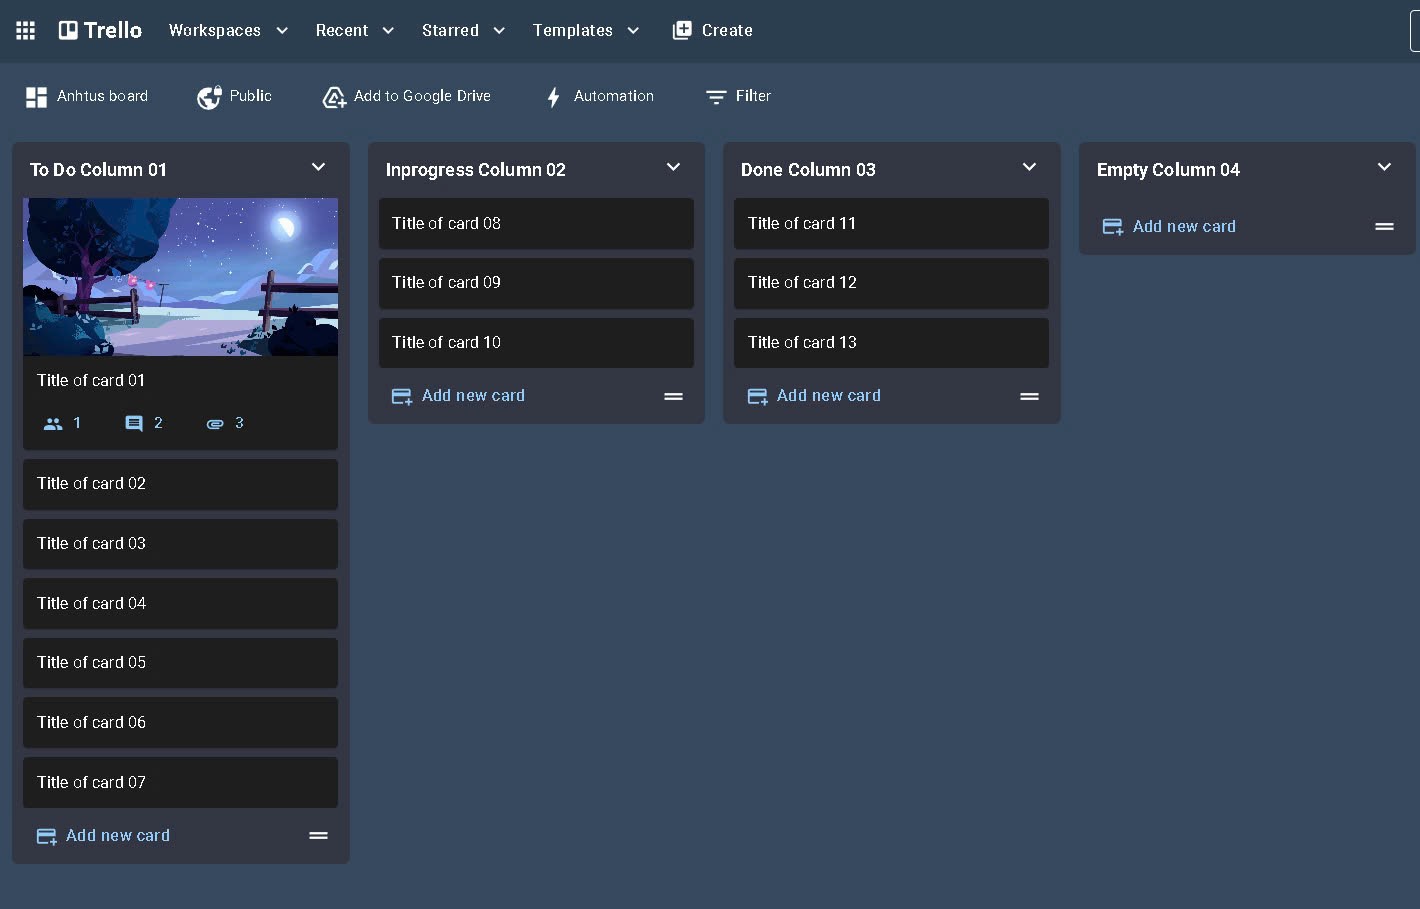 Trello Workspaces Recent Starred Templates Create
Anhtus board Public Add to Google Drive Automation Filter
To Do Column 01
Title of card 01
1 2 3
Title of card 02
Title of card 03
Title of card 04
Title of card 05
Title of card 06
Title of card 07
Add new card
Inprogress Column 02
Title of card 08
Title of card 09
Title of card 10
Add new card
Done Column 03
Title of card 11
Title of card 12
Title of card 13
Add new card
Empty Column 04
Add new card